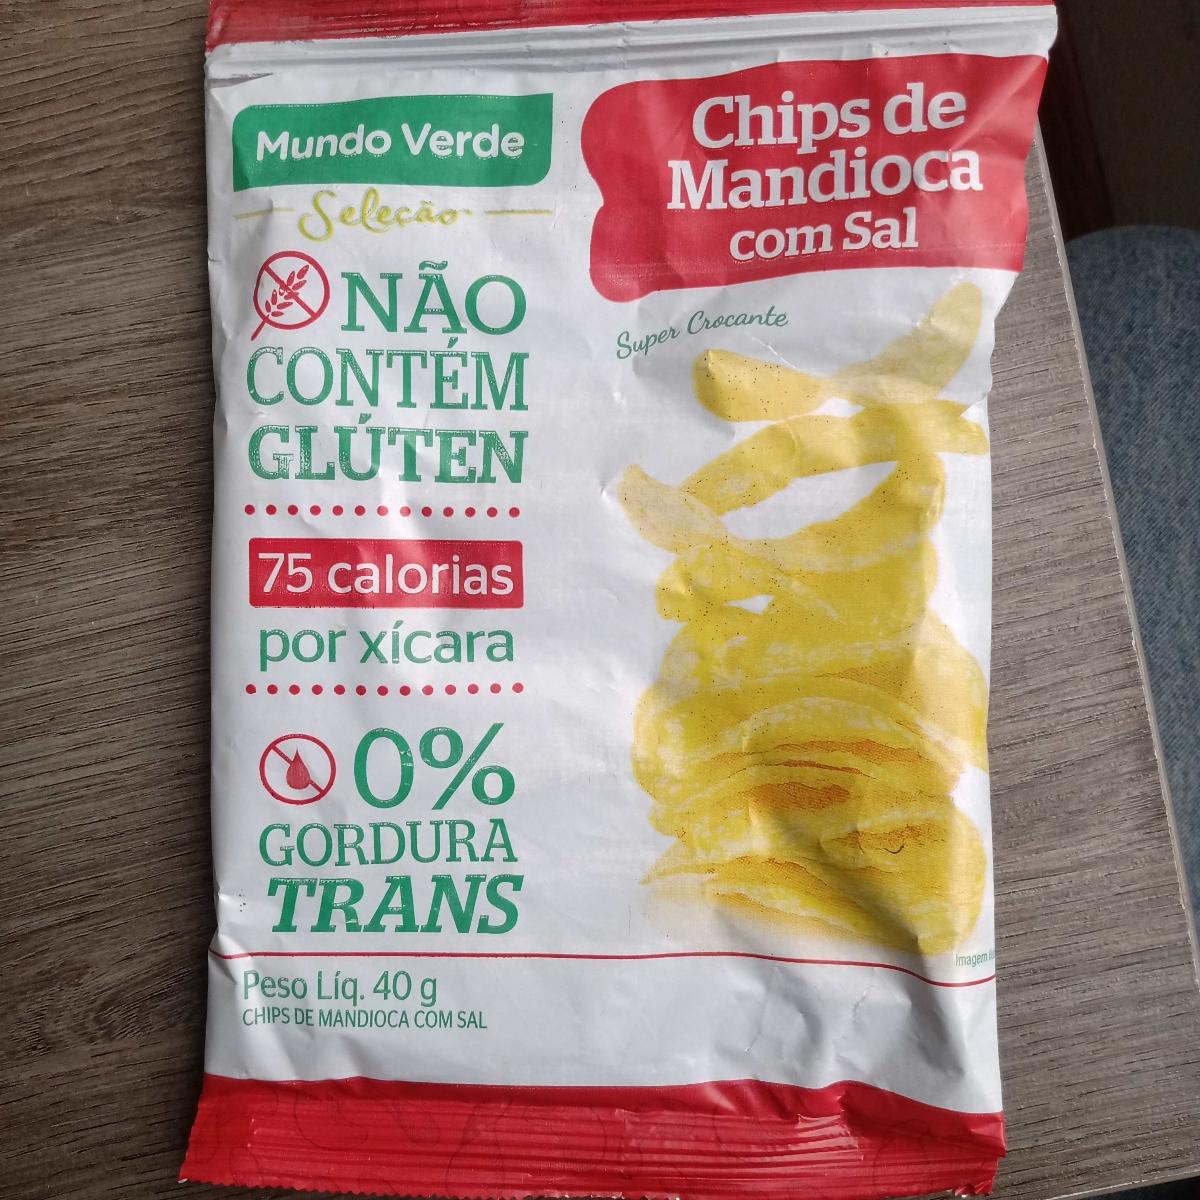 Mundo Verde
Seleção
NÃO
CONTÉM
GLÚTEN
75 calorias
por xícara
0%
GORDURA
TRANS
Peso Líq. 40 g
CHIPS DE MANDIOCA COM SAL
Chips de
Mandioca
com Sal
Super Crocante
Imagem